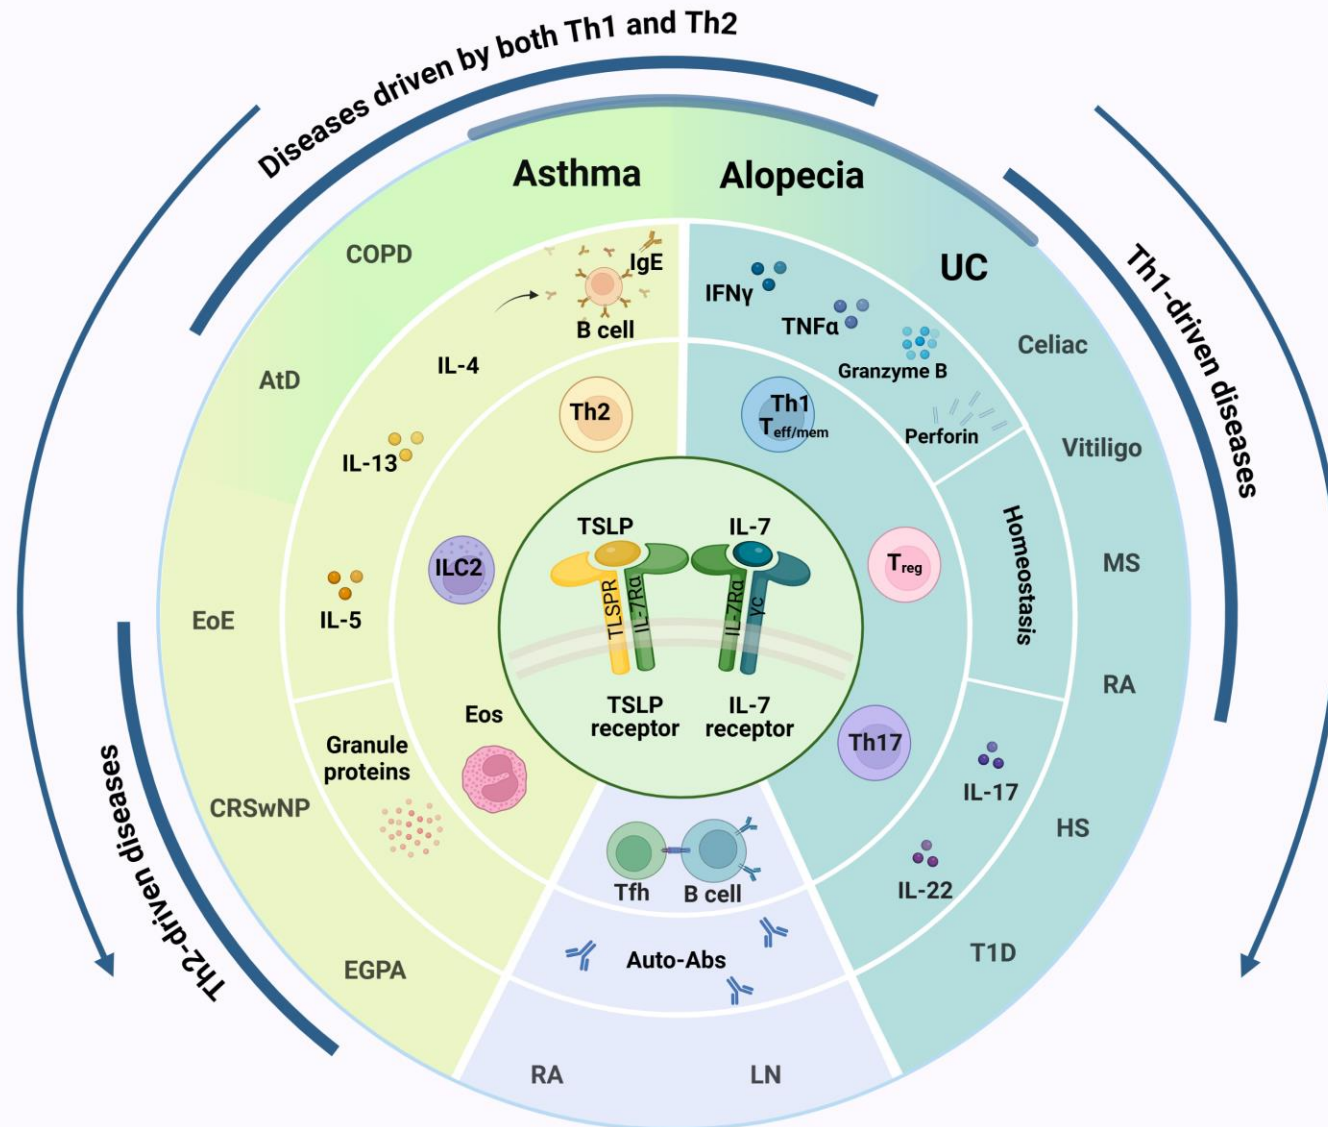 Diseases driven by both Th1 and Th2
Th1-driven diseases
Th2-driven diseases
Asthma
Alopecia
UC
COPD
AtD
EoE
CRSwNP
EGPA
Celiac
Vitiligo
MS
RA
HS
T1D
RA
LN
IgE
B cell
IL-4
IL-13
IL-5
Granule
proteins
IFNγ
TNFα
Granzyme B
Perforin
Homeostasis
IL-17
IL-22
Auto-Abs
Th2
ILC2
Eos
Th1
Teff/mem
Treg
Th17
Tfh
B cell
TSLP
IL-7
TLSPR
IL-7Rα
IL-7Rα
γc
TSLP
receptor
IL-7
receptor